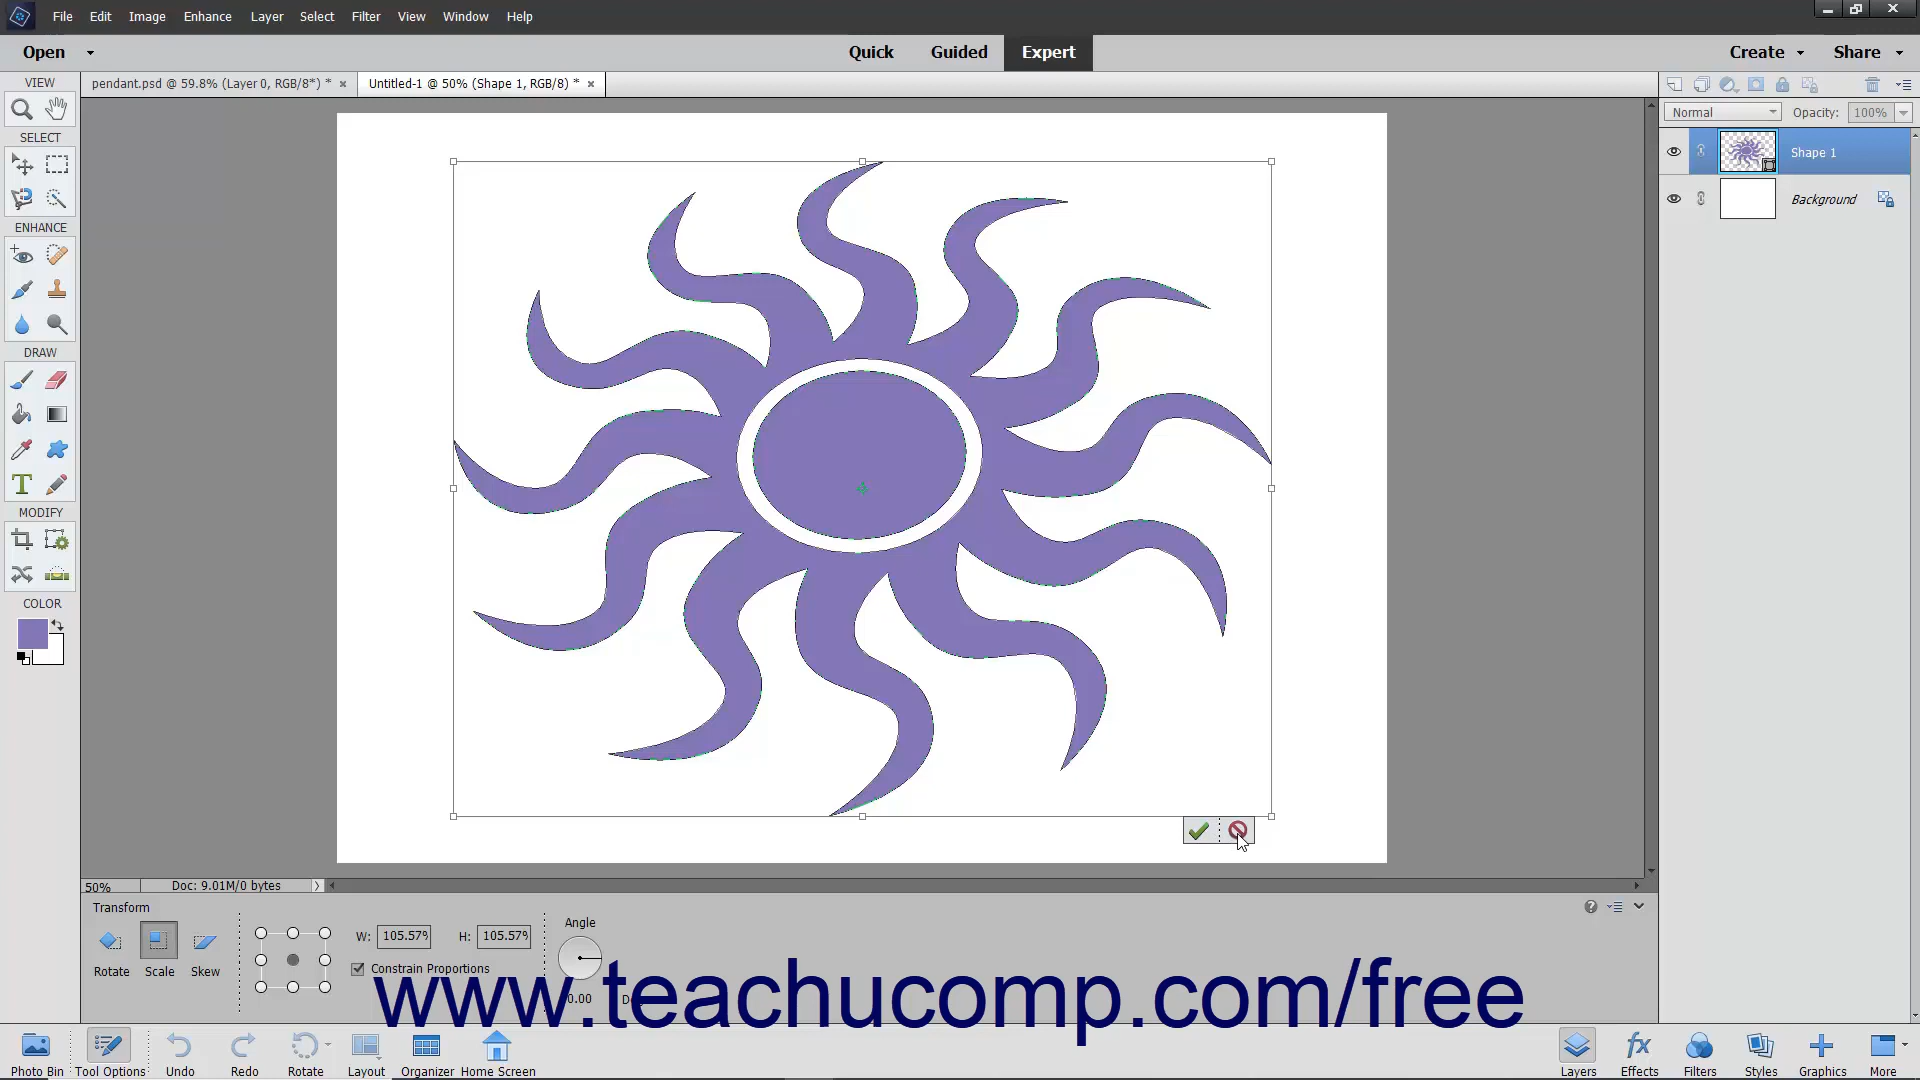 File Edit Image Enhance Layer Select Filter View Window Help
Open Quick Guided Expert Create Share
VIEW pendant.psd @ 59.8% (Layer 0, RGB/8*) * Untitled-1 @ 50% (Shape 1, RGB/8) *
Normal Opacity: 100%
SELECT
Shape 1
Background
ENHANCE
DRAW
T
MODIFY
COLOR
50% Doc: 9.01M/0 bytes
Transform
Angle
W: 105.57% H: 105.57%
Rotate Scale Skew Constrain Proportions
0.00
www.teachucomp.com/free
fx
Photo Bin Tool Options Undo Redo Rotate Layout Organizer Home Screen Layers Effects Filters Styles Graphics More